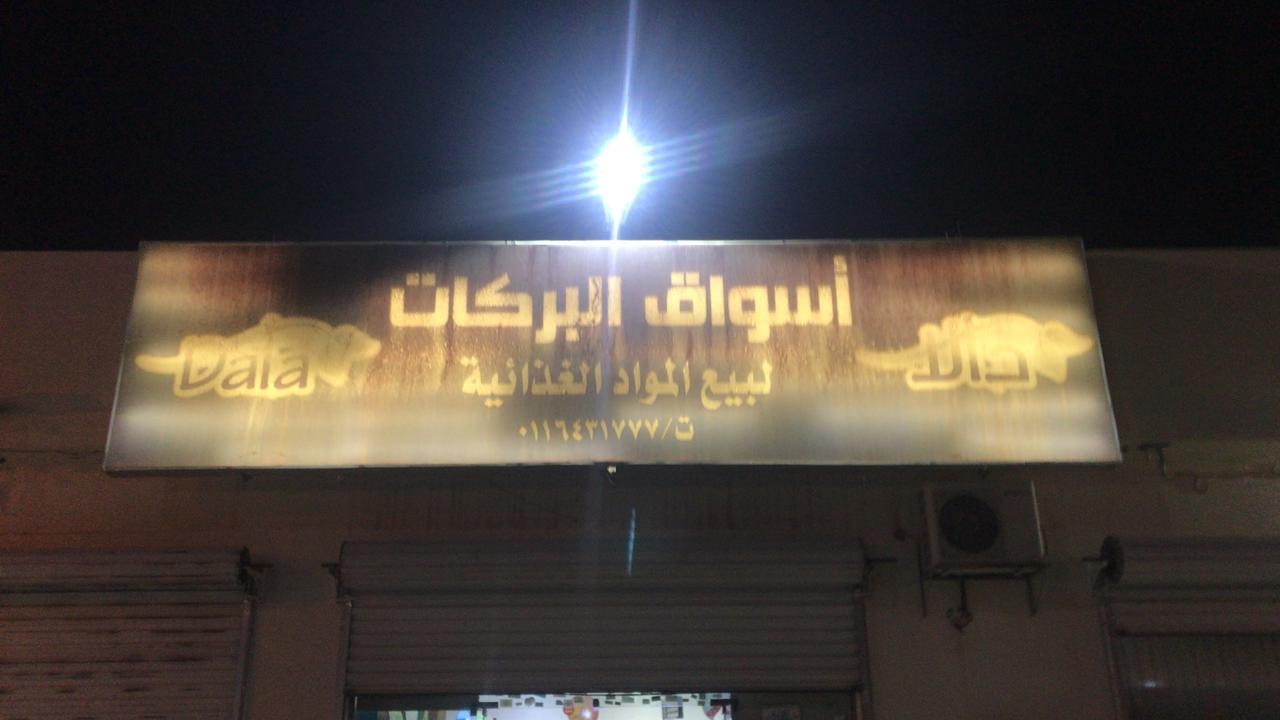 أسواق البركات
لبيع المواد الغذائية
ت/٠١١٦٤٣١٧٧٧
دالا
Dala